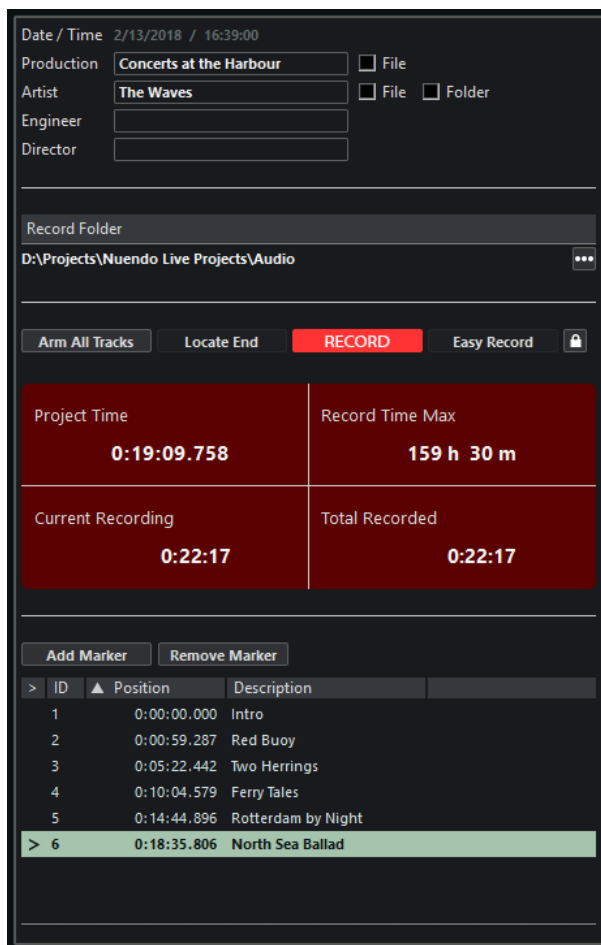 Date / Time 2/13/2018 / 16:39:00
Production Concerts at the Harbour File
Artist The Waves File Folder
Engineer
Director
Record Folder
D:\Projects\Nuendo Live Projects\Audio •••
Arm All Tracks Locate End RECORD Easy Record
Project Time Record Time Max
0:19:09.758 159 h 30 m
Current Recording Total Recorded
0:22:17 0:22:17
Add Marker Remove Marker
> ID ▲ Position Description
1 0:00:00.000 Intro
2 0:00:59.287 Red Buoy
3 0:05:22.442 Two Herrings
4 0:10:04.579 Ferry Tales
5 0:14:44.896 Rotterdam by Night
> 6 0:18:35.806 North Sea Ballad